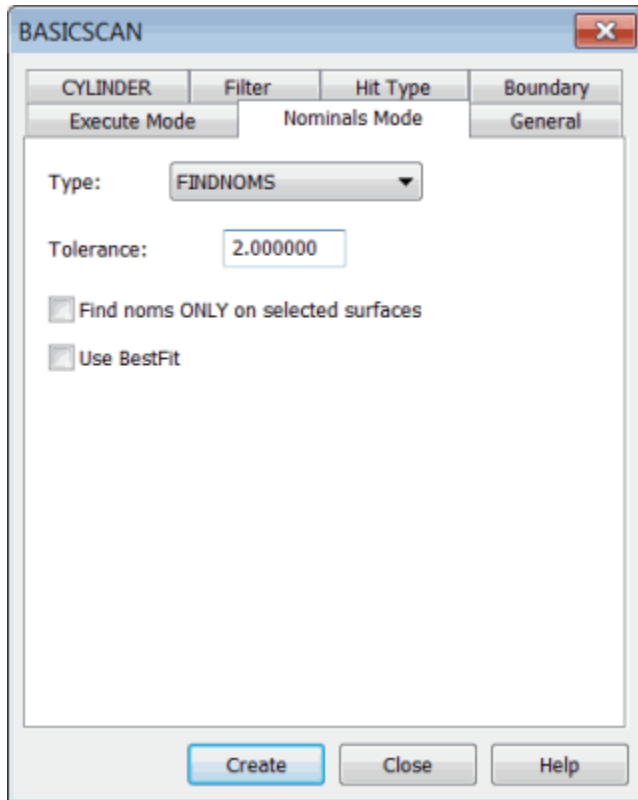 BASICSCAN
CYLINDER Filter Hit Type Boundary
Execute Mode Nominals Mode General
Type: FINDNOMS
Tolerance: 2.000000
Find noms ONLY on selected surfaces
Use BestFit
Create Close Help